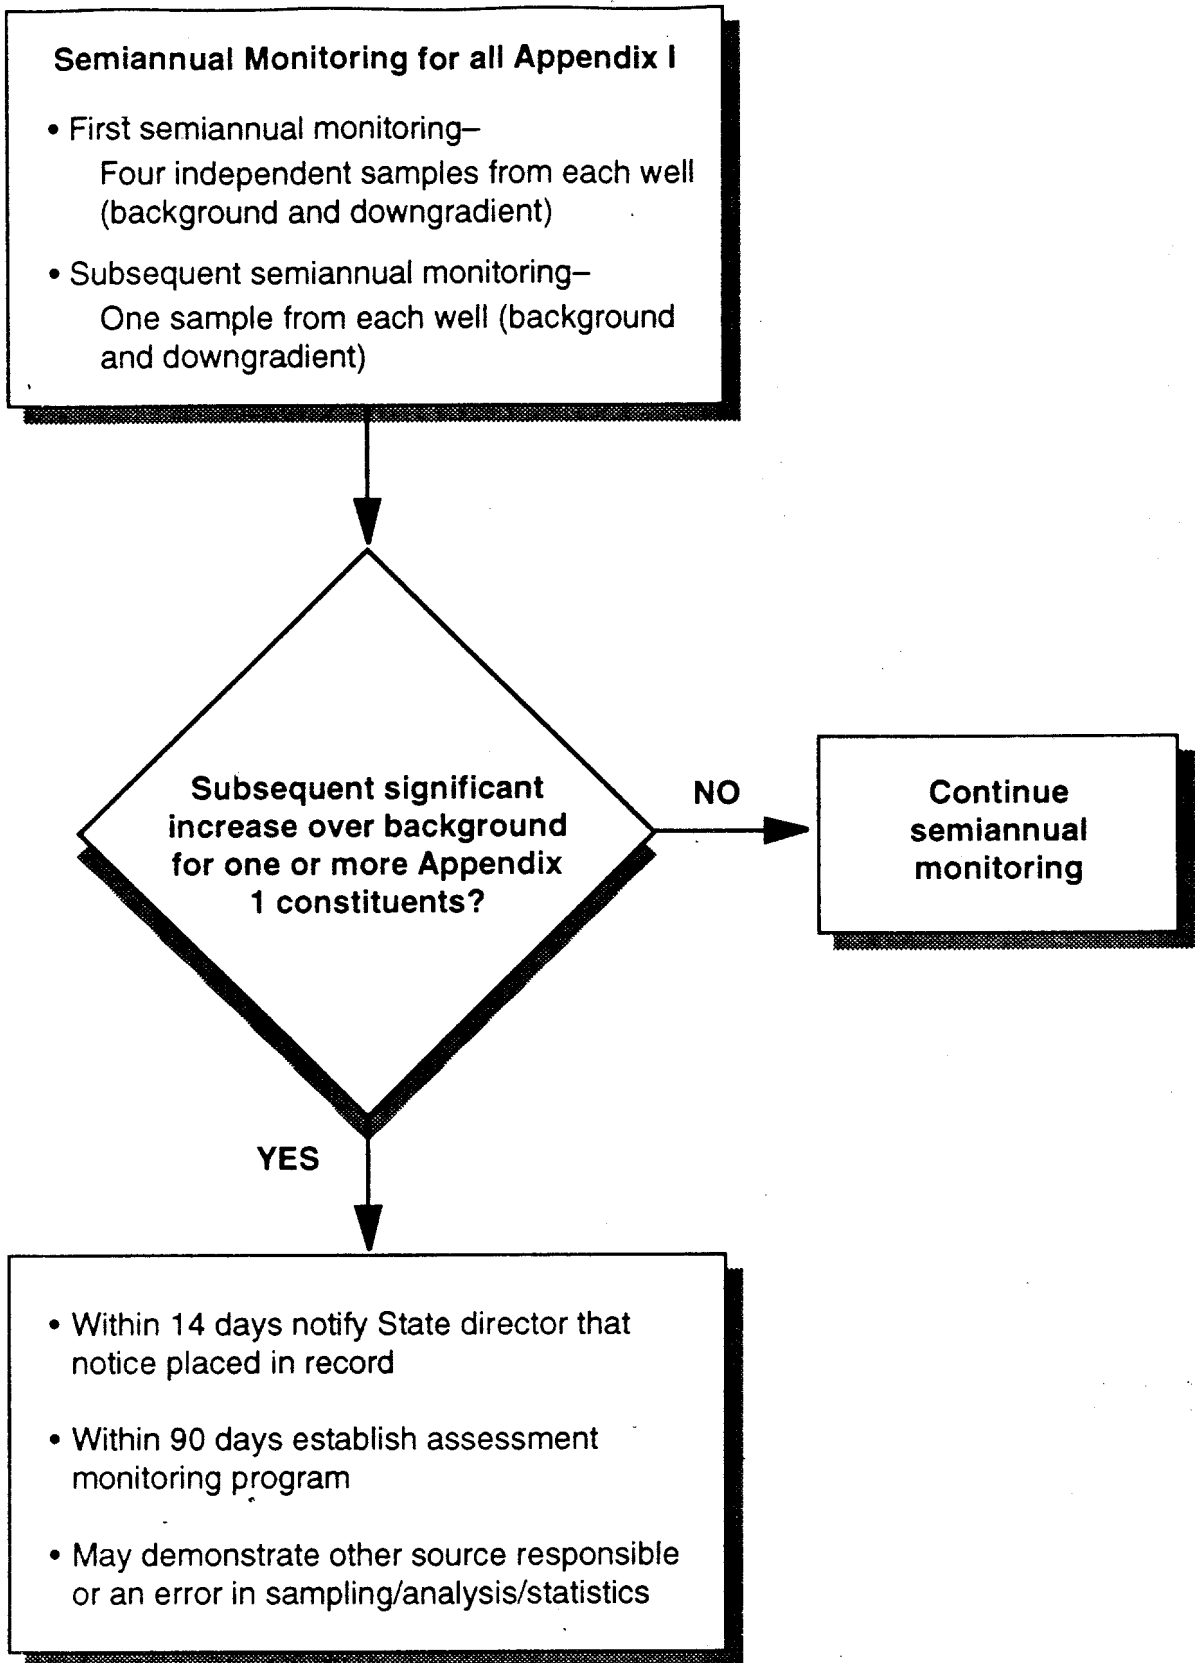 Semiannual Monitoring for all Appendix I
• First semiannual monitoring–
Four independent samples from each well
(background and downgradient)
• Subsequent semiannual monitoring–
One sample from each well (background
and downgradient)
Subsequent significant
increase over background
for one or more Appendix
1 constituents?
NO
Continue
semiannual
monitoring
YES
• Within 14 days notify State director that
notice placed in record
• Within 90 days establish assessment
monitoring program
• May demonstrate other source responsible
or an error in sampling/analysis/statistics